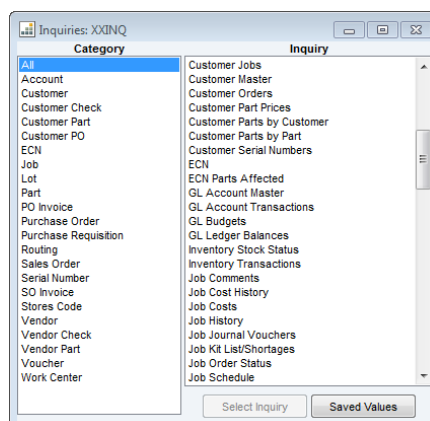 Inquiries: XXINQ
Category
All
Account
Customer
Customer Check
Customer Part
Customer PO
ECN
Job
Lot
Part
PO Invoice
Purchase Order
Purchase Requisition
Routing
Sales Order
Serial Number
SO Invoice
Stores Code
Vendor
Vendor Check
Vendor Part
Voucher
Work Center
Inquiry
Customer Jobs
Customer Master
Customer Orders
Customer Part Prices
Customer Parts by Customer
Customer Parts by Part
Customer Serial Numbers
ECN
ECN Parts Affected
GL Account Master
GL Account Transactions
GL Budgets
GL Ledger Balances
Inventory Stock Status
Inventory Transactions
Job Comments
Job Cost History
Job Costs
Job History
Job Journal Vouchers
Job Kit List/Shortages
Job Order Status
Job Schedule
Select Inquiry
Saved Values